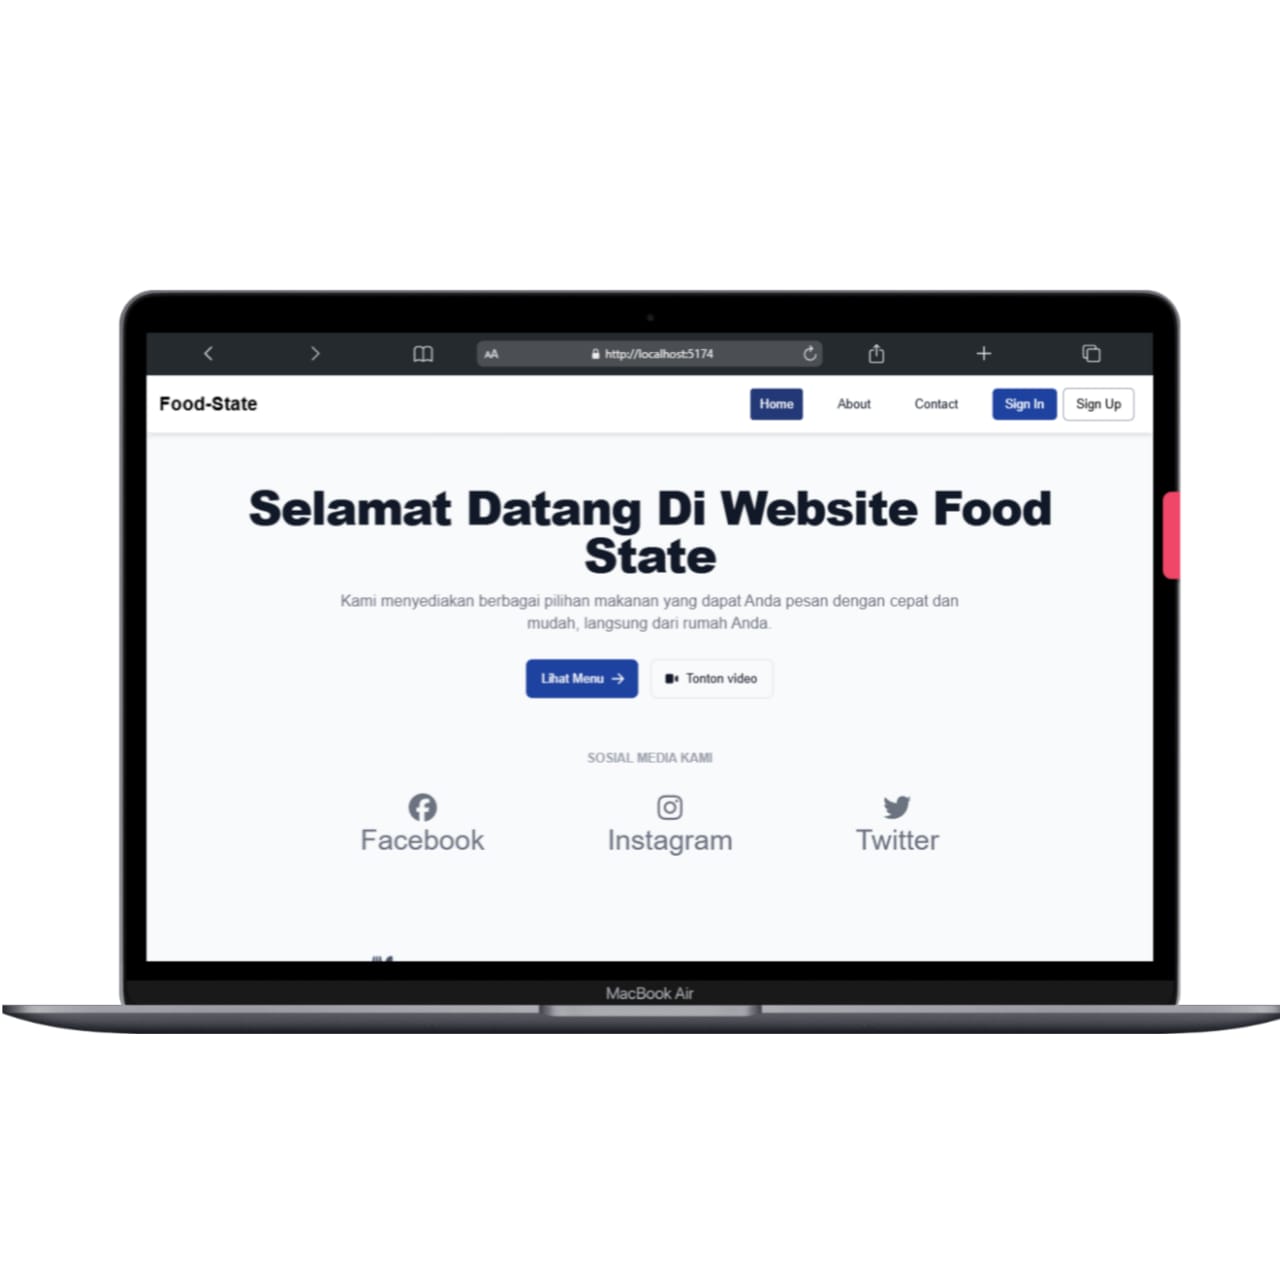 AA http://localhost:5174
Food-State Home About Contact Sign In Sign Up
Selamat Datang Di Website Food
State
Kami menyediakan berbagai pilihan makanan yang dapat Anda pesan dengan cepat dan
mudah, langsung dari rumah Anda.
Lihat Menu → Tonton video
SOSIAL MEDIA KAMI
Facebook Instagram Twitter
MacBook Air